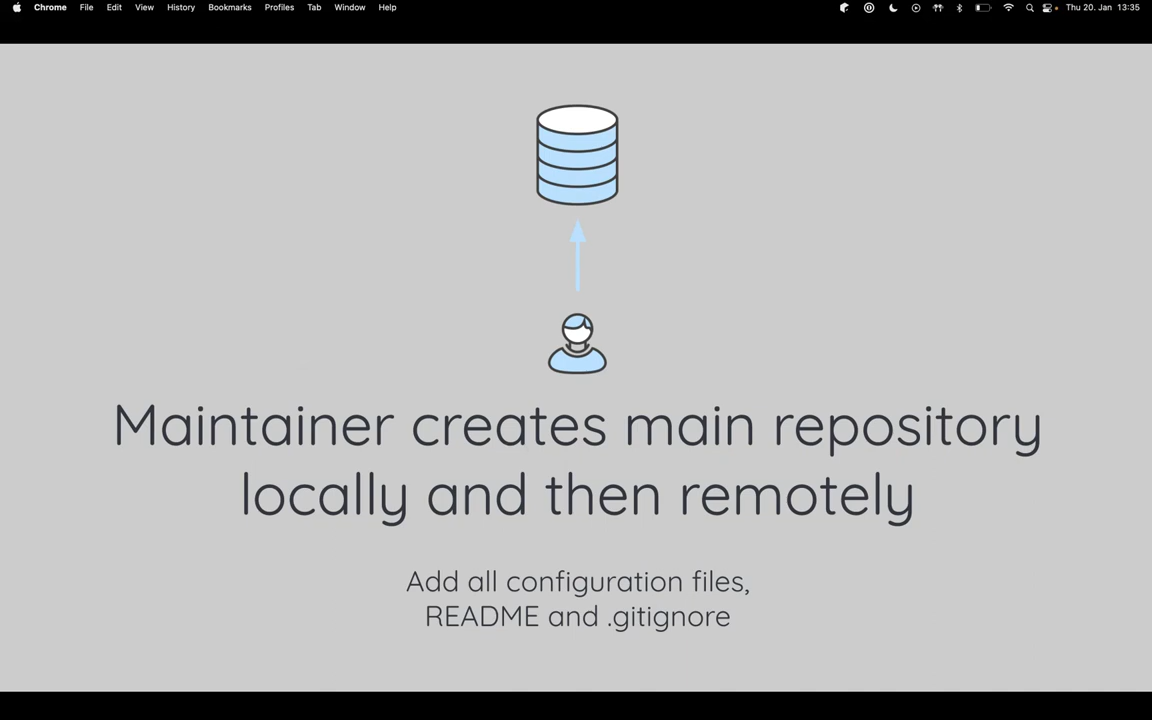 Chrome File Edit View History Bookmarks Profiles Tab Window Help Thu 20. Jan 13:35
Maintainer creates main repository
locally and then remotely
Add all configuration files,
README and .gitignore